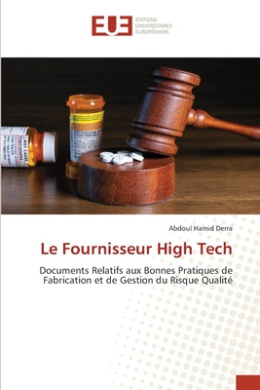 ÉDITIONS
UNIVERSITAIRES
EUROPÉENNES
Abdoul Hamid Derra
Le Fournisseur High Tech
Documents Relatifs aux Bonnes Pratiques de
Fabrication et de Gestion du Risque Qualité